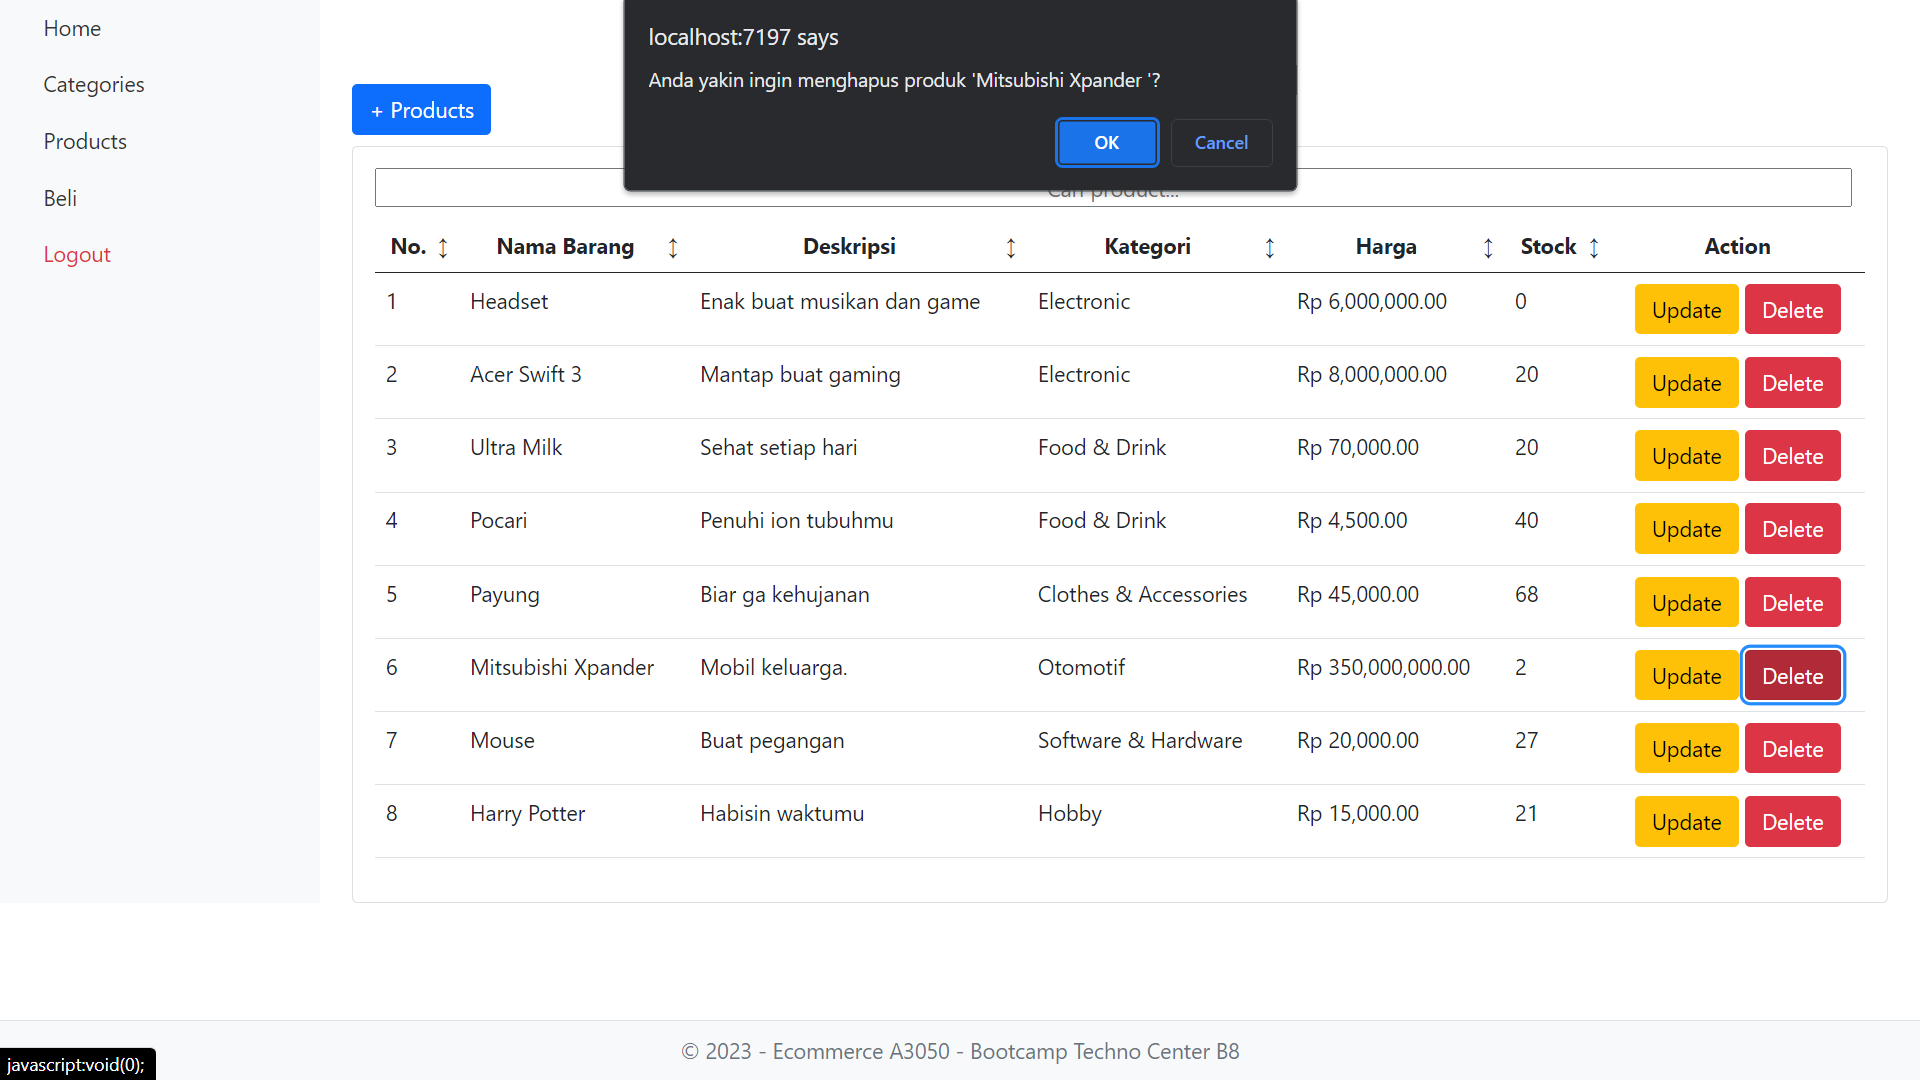 Home
Categories
Products
Beli
Logout
localhost:7197 says
Anda yakin ingin menghapus produk 'Mitsubishi Xpander '?
OK Cancel
+ Products
Cari product...
No. ↕ Nama Barang ↕ Deskripsi ↕ Kategori ↕ Harga ↕ Stock ↕ Action
1 Headset Enak buat musikan dan game Electronic Rp 6,000,000.00 0 Update Delete
2 Acer Swift 3 Mantap buat gaming Electronic Rp 8,000,000.00 20 Update Delete
3 Ultra Milk Sehat setiap hari Food & Drink Rp 70,000.00 20 Update Delete
4 Pocari Penuhi ion tubuhmu Food & Drink Rp 4,500.00 40 Update Delete
5 Payung Biar ga kehujanan Clothes & Accessories Rp 45,000.00 68 Update Delete
6 Mitsubishi Xpander Mobil keluarga. Otomotif Rp 350,000,000.00 2 Update Delete
7 Mouse Buat pegangan Software & Hardware Rp 20,000.00 27 Update Delete
8 Harry Potter Habisin waktumu Hobby Rp 15,000.00 21 Update Delete
© 2023 - Ecommerce A3050 - Bootcamp Techno Center B8
javascript:void(0);